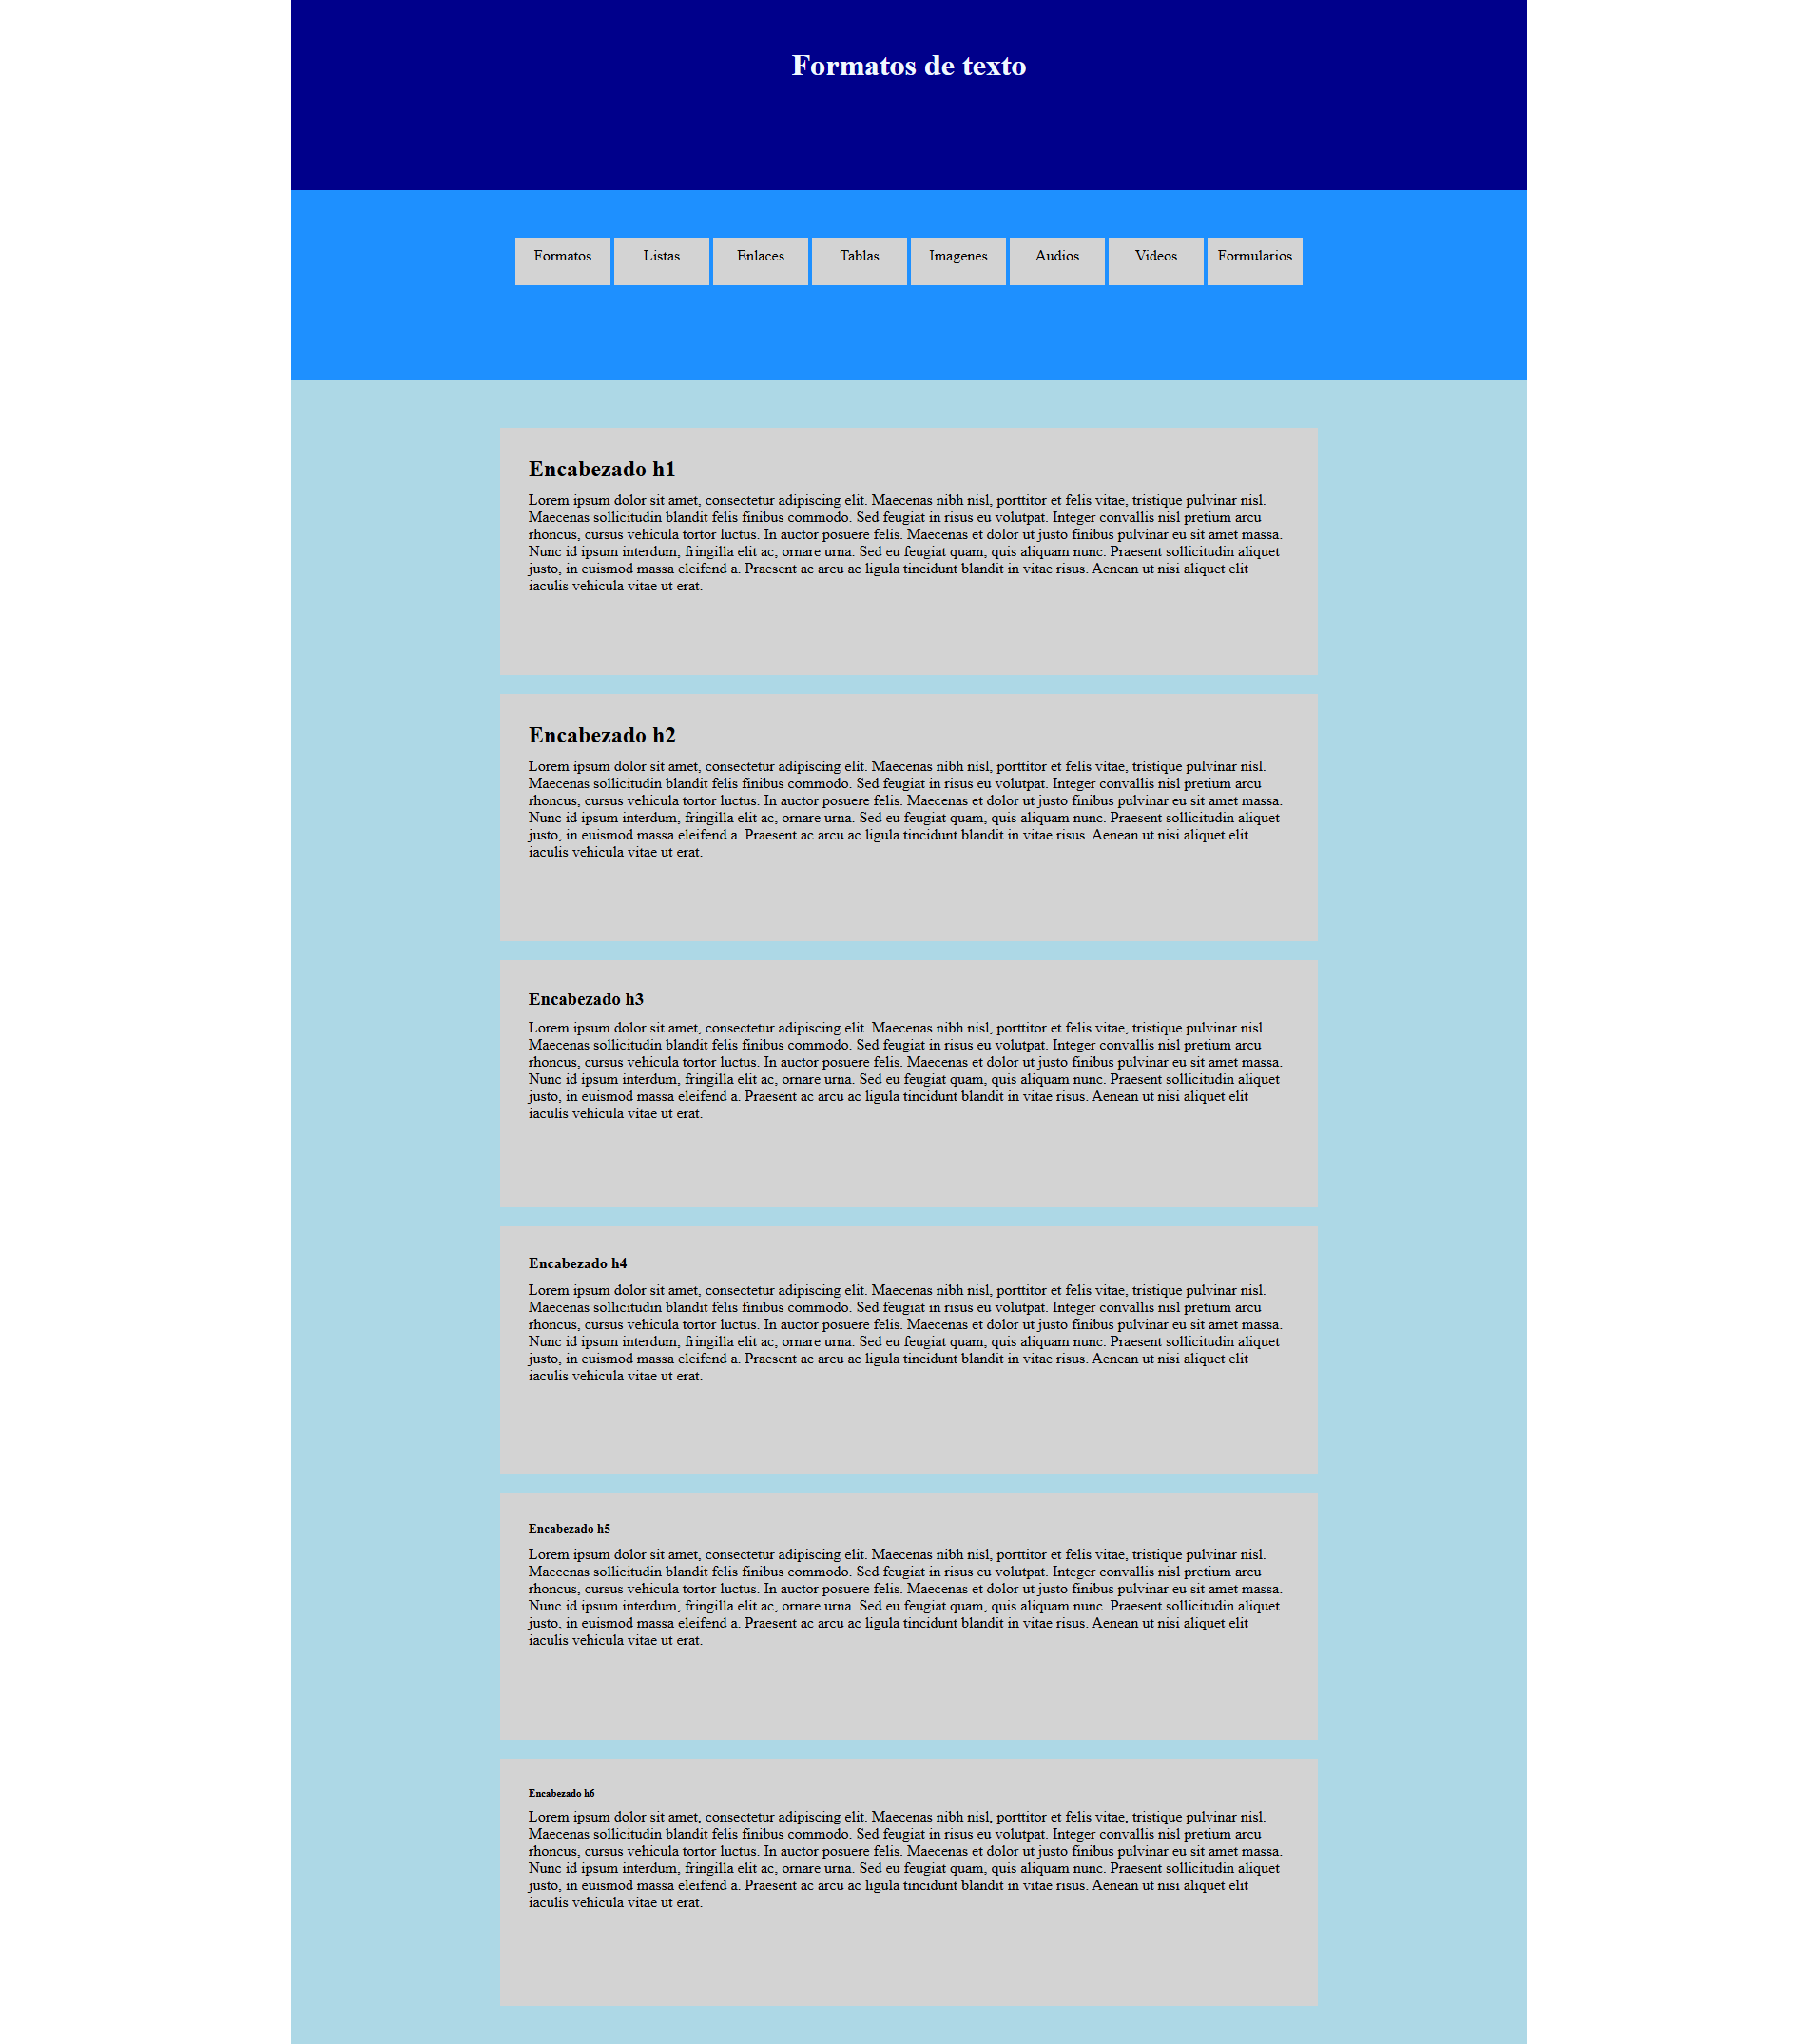 Formatos de texto
Formatos Listas Enlaces Tablas Imagenes Audios Videos Formularios
Encabezado h1
Lorem ipsum dolor sit amet, consectetur adipiscing elit. Maecenas nibh nisl, porttitor et felis vitae, tristique pulvinar nisl.
Maecenas sollicitudin blandit felis finibus commodo. Sed feugiat in risus eu volutpat. Integer convallis nisl pretium arcu
rhoncus, cursus vehicula tortor luctus. In auctor posuere felis. Maecenas et dolor ut justo finibus pulvinar eu sit amet massa.
Nunc id ipsum interdum, fringilla elit ac, ornare urna. Sed eu feugiat quam, quis aliquam nunc. Praesent sollicitudin aliquet
justo, in euismod massa eleifend a. Praesent ac arcu ac ligula tincidunt blandit in vitae risus. Aenean ut nisi aliquet elit
iaculis vehicula vitae ut erat.
Encabezado h2
Lorem ipsum dolor sit amet, consectetur adipiscing elit. Maecenas nibh nisl, porttitor et felis vitae, tristique pulvinar nisl.
Maecenas sollicitudin blandit felis finibus commodo. Sed feugiat in risus eu volutpat. Integer convallis nisl pretium arcu
rhoncus, cursus vehicula tortor luctus. In auctor posuere felis. Maecenas et dolor ut justo finibus pulvinar eu sit amet massa.
Nunc id ipsum interdum, fringilla elit ac, ornare urna. Sed eu feugiat quam, quis aliquam nunc. Praesent sollicitudin aliquet
justo, in euismod massa eleifend a. Praesent ac arcu ac ligula tincidunt blandit in vitae risus. Aenean ut nisi aliquet elit
iaculis vehicula vitae ut erat.
Encabezado h3
Lorem ipsum dolor sit amet, consectetur adipiscing elit. Maecenas nibh nisl, porttitor et felis vitae, tristique pulvinar nisl.
Maecenas sollicitudin blandit felis finibus commodo. Sed feugiat in risus eu volutpat. Integer convallis nisl pretium arcu
rhoncus, cursus vehicula tortor luctus. In auctor posuere felis. Maecenas et dolor ut justo finibus pulvinar eu sit amet massa.
Nunc id ipsum interdum, fringilla elit ac, ornare urna. Sed eu feugiat quam, quis aliquam nunc. Praesent sollicitudin aliquet
justo, in euismod massa eleifend a. Praesent ac arcu ac ligula tincidunt blandit in vitae risus. Aenean ut nisi aliquet elit
iaculis vehicula vitae ut erat.
Encabezado h4
Lorem ipsum dolor sit amet, consectetur adipiscing elit. Maecenas nibh nisl, porttitor et felis vitae, tristique pulvinar nisl.
Maecenas sollicitudin blandit felis finibus commodo. Sed feugiat in risus eu volutpat. Integer convallis nisl pretium arcu
rhoncus, cursus vehicula tortor luctus. In auctor posuere felis. Maecenas et dolor ut justo finibus pulvinar eu sit amet massa.
Nunc id ipsum interdum, fringilla elit ac, ornare urna. Sed eu feugiat quam, quis aliquam nunc. Praesent sollicitudin aliquet
justo, in euismod massa eleifend a. Praesent ac arcu ac ligula tincidunt blandit in vitae risus. Aenean ut nisi aliquet elit
iaculis vehicula vitae ut erat.
Encabezado h5
Lorem ipsum dolor sit amet, consectetur adipiscing elit. Maecenas nibh nisl, porttitor et felis vitae, tristique pulvinar nisl.
Maecenas sollicitudin blandit felis finibus commodo. Sed feugiat in risus eu volutpat. Integer convallis nisl pretium arcu
rhoncus, cursus vehicula tortor luctus. In auctor posuere felis. Maecenas et dolor ut justo finibus pulvinar eu sit amet massa.
Nunc id ipsum interdum, fringilla elit ac, ornare urna. Sed eu feugiat quam, quis aliquam nunc. Praesent sollicitudin aliquet
justo, in euismod massa eleifend a. Praesent ac arcu ac ligula tincidunt blandit in vitae risus. Aenean ut nisi aliquet elit
iaculis vehicula vitae ut erat.
Encabezado h6
Lorem ipsum dolor sit amet, consectetur adipiscing elit. Maecenas nibh nisl, porttitor et felis vitae, tristique pulvinar nisl.
Maecenas sollicitudin blandit felis finibus commodo. Sed feugiat in risus eu volutpat. Integer convallis nisl pretium arcu
rhoncus, cursus vehicula tortor luctus. In auctor posuere felis. Maecenas et dolor ut justo finibus pulvinar eu sit amet massa.
Nunc id ipsum interdum, fringilla elit ac, ornare urna. Sed eu feugiat quam, quis aliquam nunc. Praesent sollicitudin aliquet
justo, in euismod massa eleifend a. Praesent ac arcu ac ligula tincidunt blandit in vitae risus. Aenean ut nisi aliquet elit
iaculis vehicula vitae ut erat.